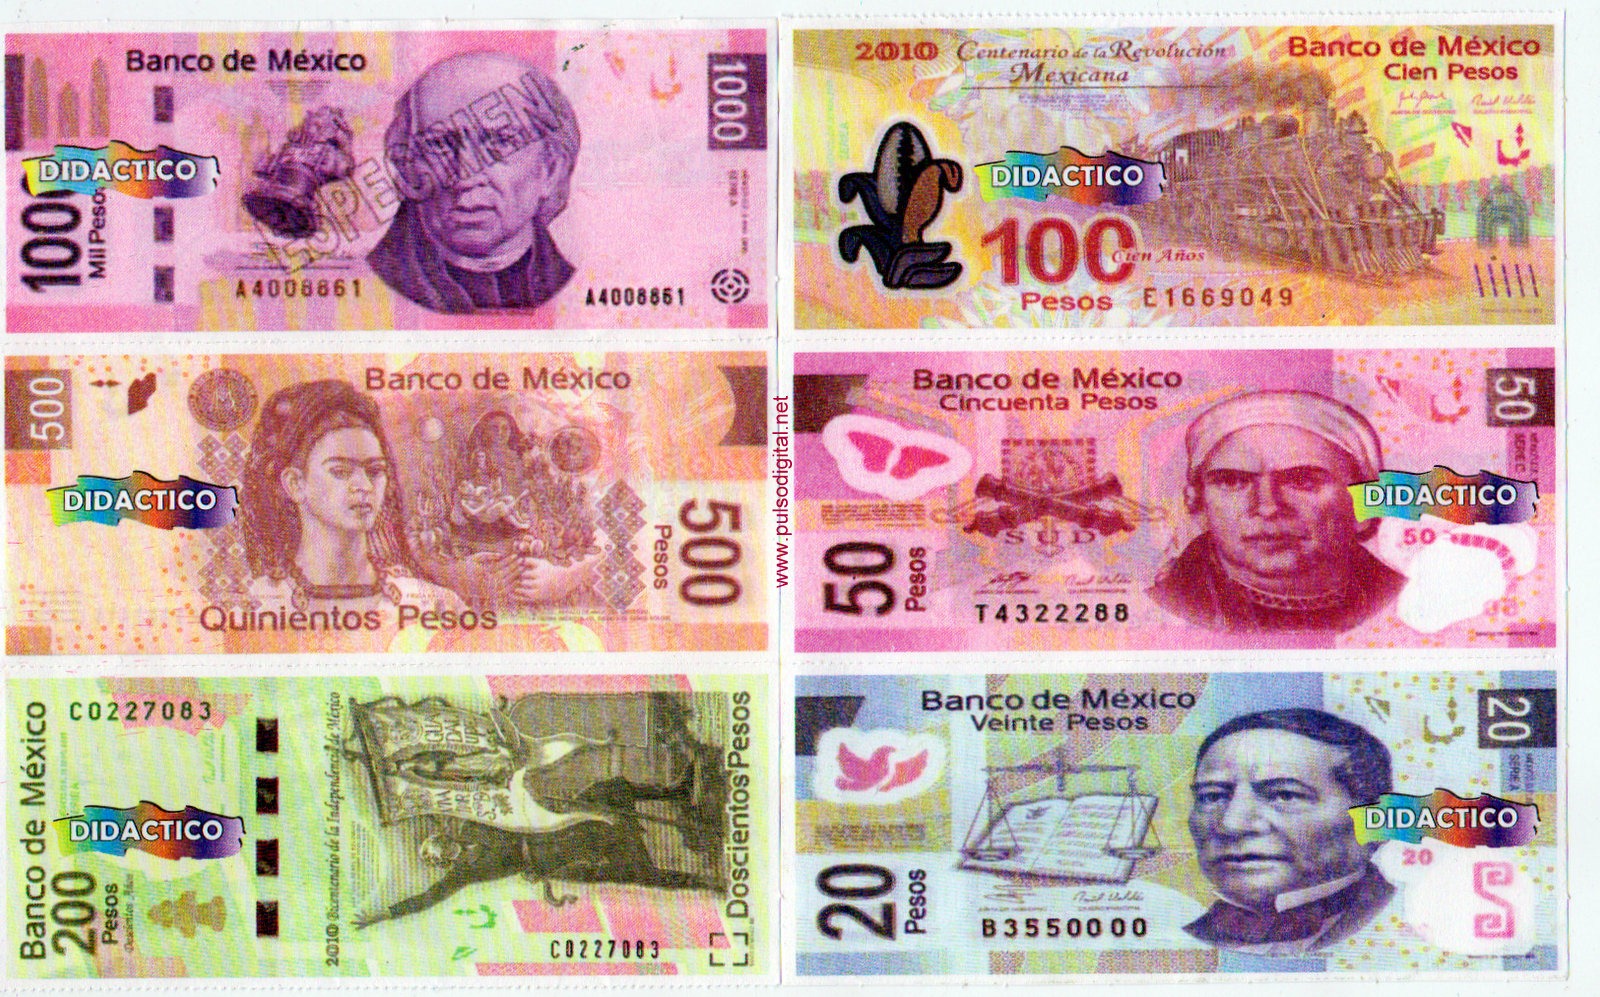 Banco de México
1000
DIDACTICO
ESPECIMEN
1000
Mil Pesos
A4008861
A4008861
2010 Centenario de la Revolución
Mexicana
Banco de México
Cien Pesos
DIDACTICO
100
Cien Años
Pesos
E1669049
500
Banco de México
DIDACTICO
500
Pesos
Quinientos Pesos
www.pulsodigital.net
Banco de México
Cincuenta Pesos
50
DIDACTICO
SUD
50
50
Pesos
T4322288
Banco de México
C0227083
2010 Bicentenario de la Independencia de México
DIDACTICO
200
Pesos
Doscientos Pesos
C0227083
Banco de México
Veinte Pesos
20
DIDACTICO
20
20
Pesos
B3550000